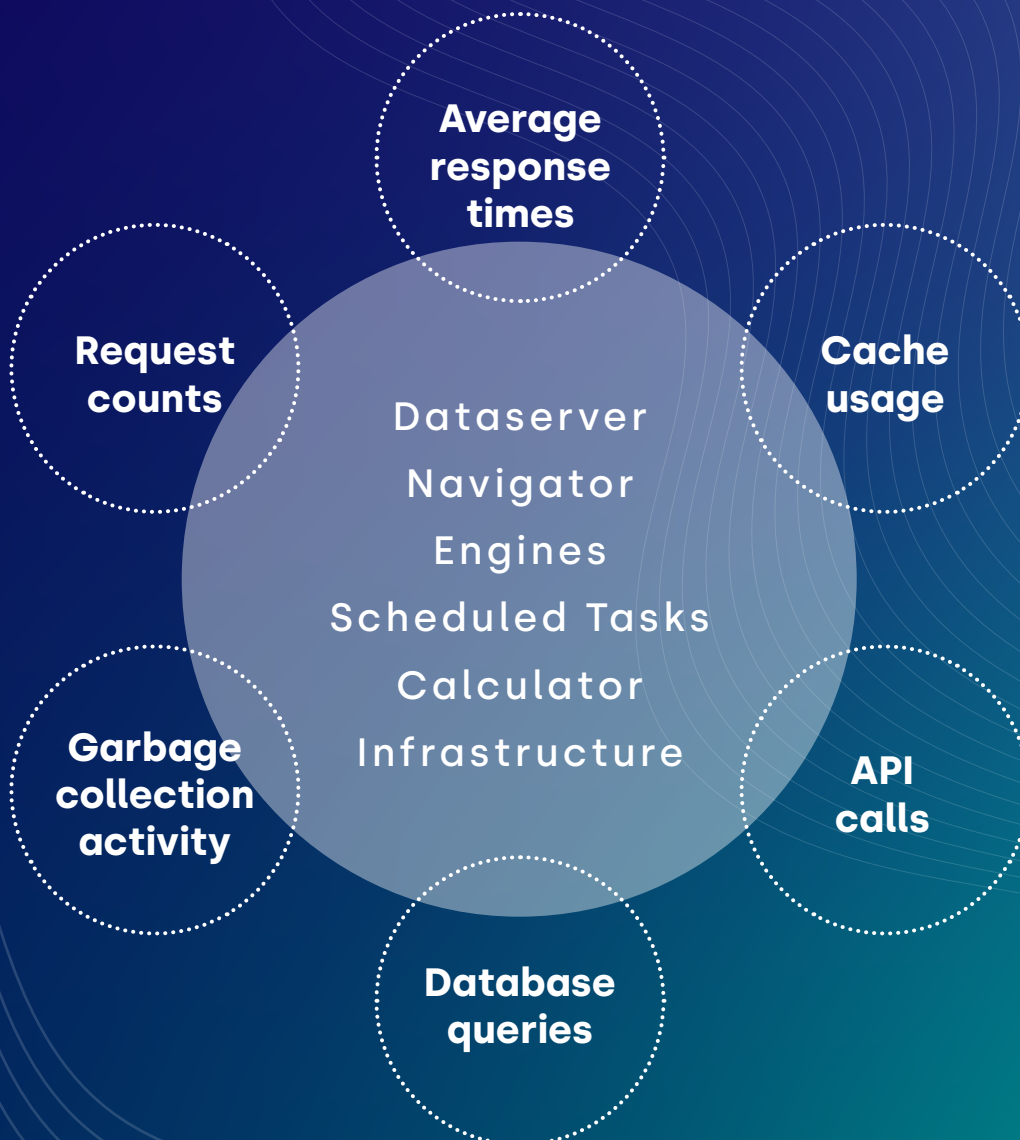 Average
response
times
Request
counts
Cache
usage
Dataserver
Navigator
Engines
Scheduled Tasks
Calculator
Infrastructure
Garbage
collection
activity
API
calls
Database
queries